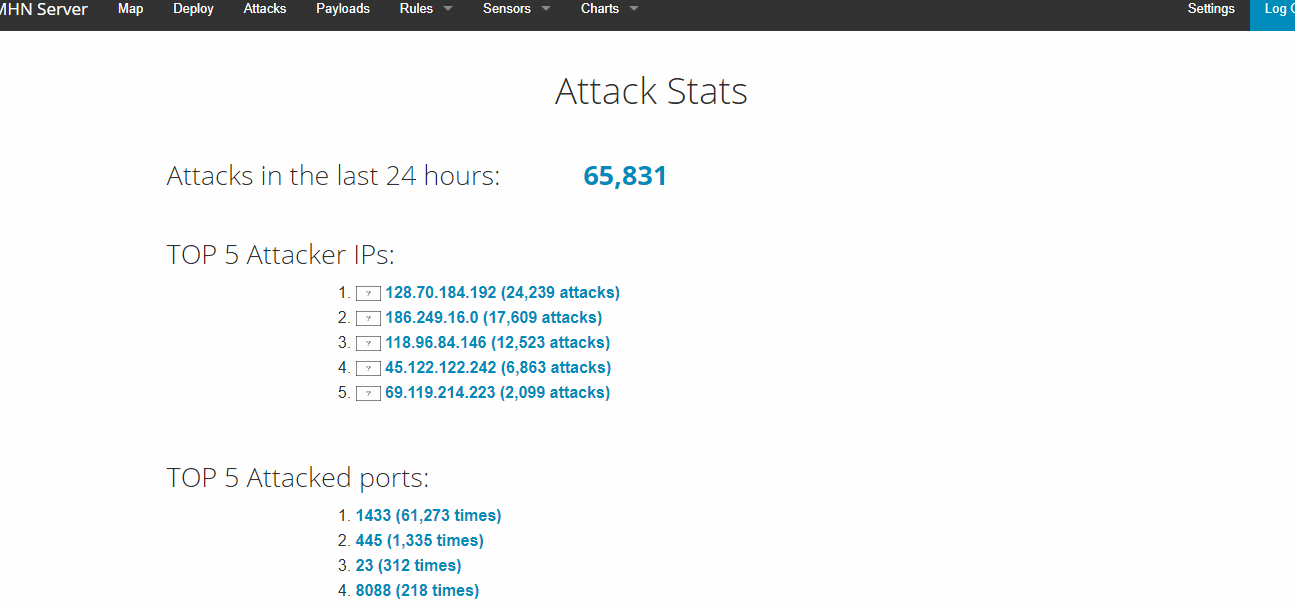 MHN Server Map Deploy Attacks Payloads Rules Sensors Charts Settings Log
Attack Stats
Attacks in the last 24 hours: 65,831
TOP 5 Attacker IPs:
1. ? 128.70.184.192 (24,239 attacks)
2. ? 186.249.16.0 (17,609 attacks)
3. ? 118.96.84.146 (12,523 attacks)
4. ? 45.122.122.242 (6,863 attacks)
5. ? 69.119.214.223 (2,099 attacks)
TOP 5 Attacked ports:
1. 1433 (61,273 times)
2. 445 (1,335 times)
3. 23 (312 times)
4. 8088 (218 times)